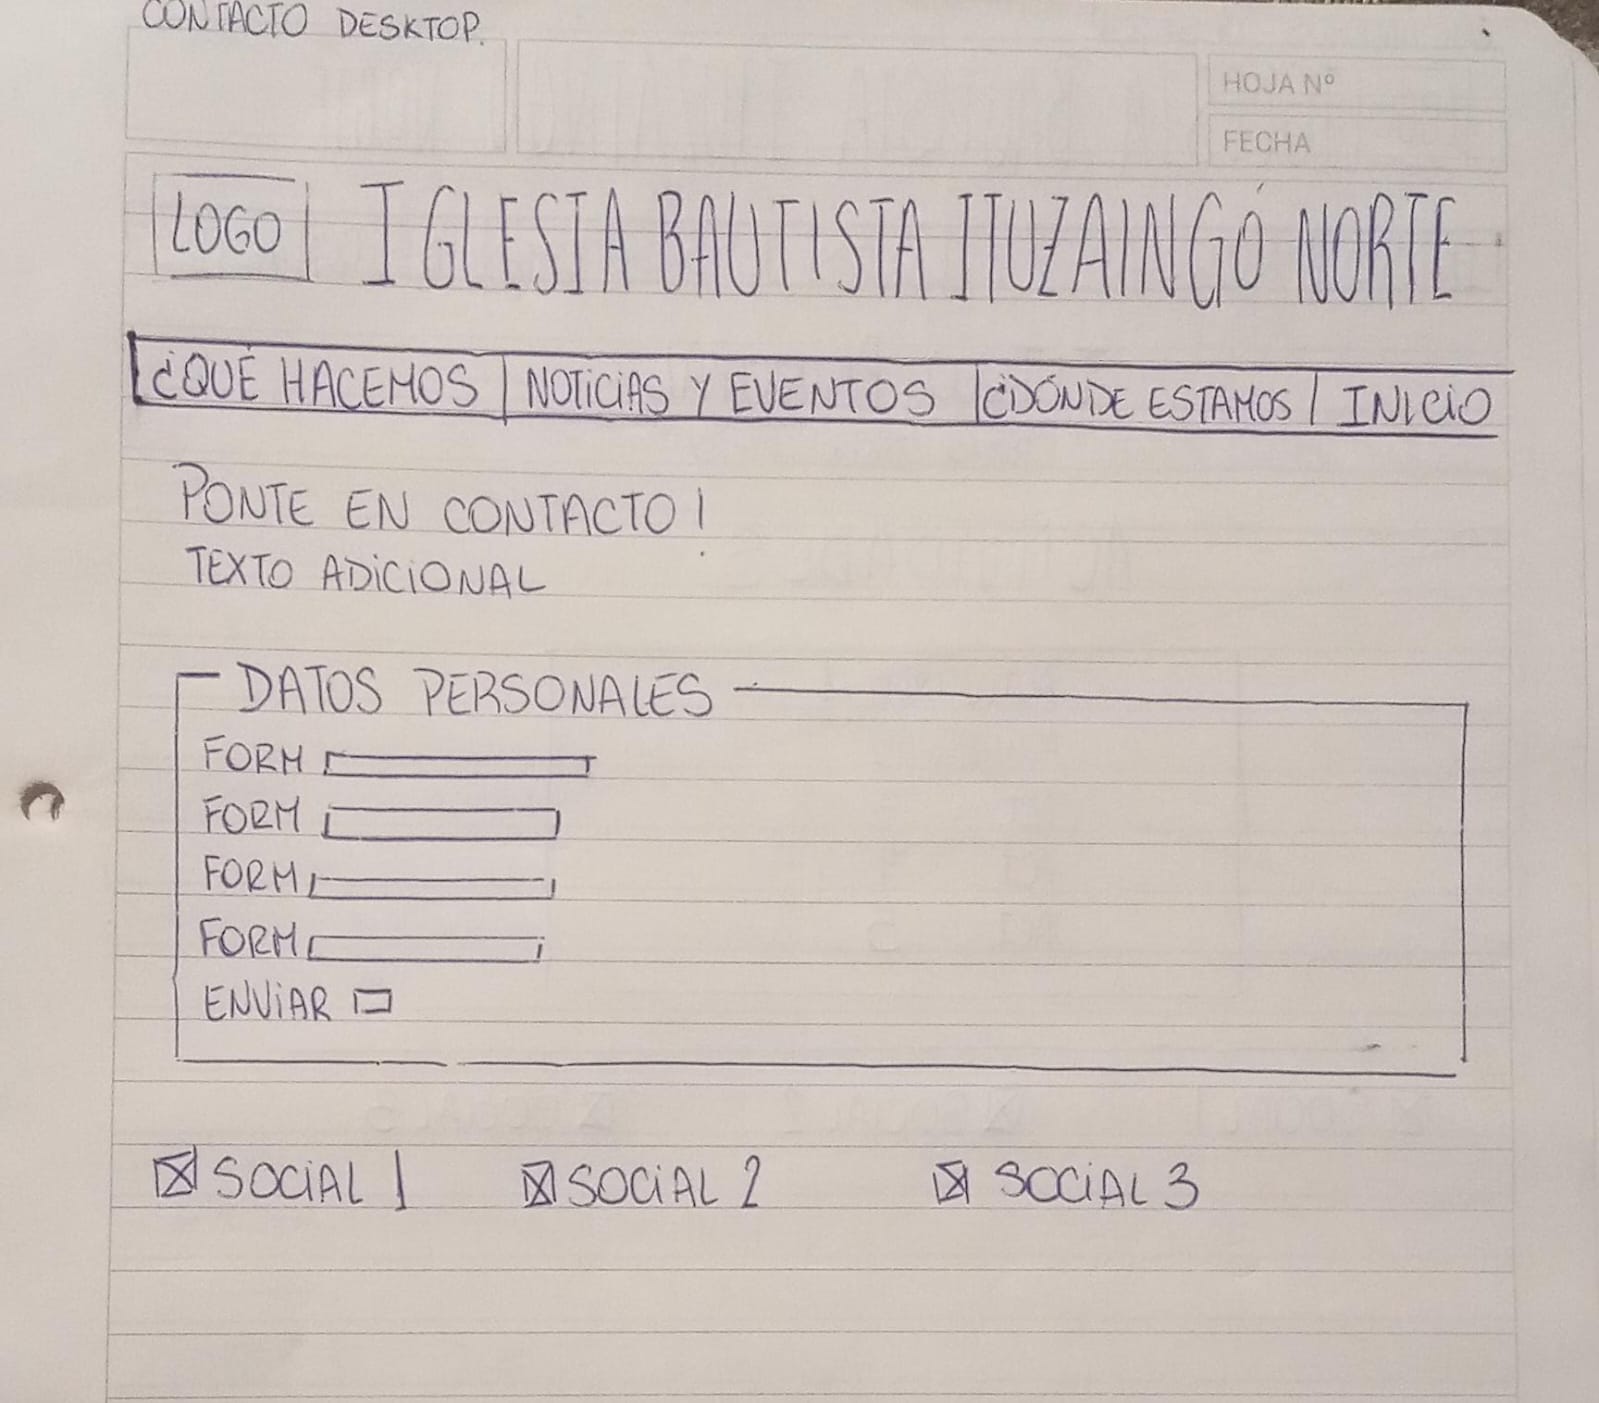 CONTACTO DESKTOP.
HOJA Nº
FECHA
LOGO IGLESIA BAUTISTA ITUZAINGÓ NORTE
¿QUÉ HACEMOS | NOTICIAS Y EVENTOS | ¿DÓNDE ESTAMOS | INICIO
PONTE EN CONTACTO!
TEXTO ADICIONAL
DATOS PERSONALES
FORM
FORM
FORM
FORM
ENVIAR
SOCIAL 1 SOCIAL 2 SOCIAL 3